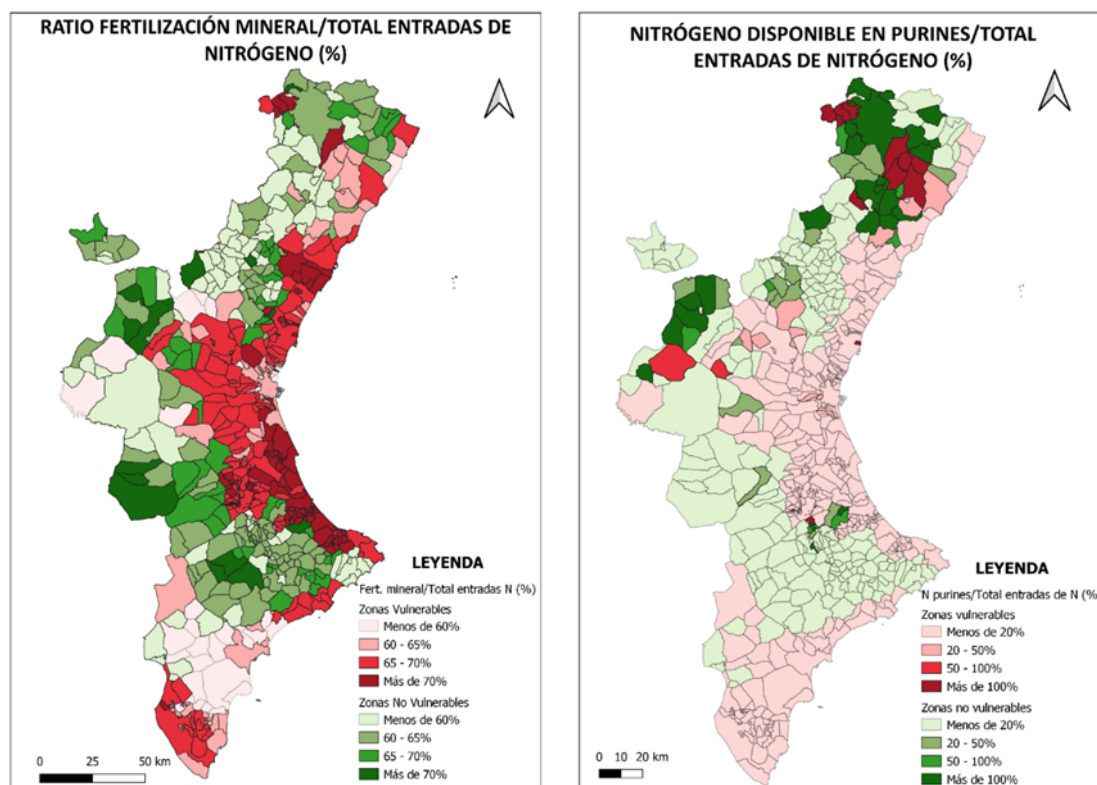 RATIO FERTILIZACIÓN MINERAL/TOTAL ENTRADAS DE
NITRÓGENO (%)
LEYENDA
Fert. mineral/Total entradas N (%)
Zonas Vulnerables
Menos de 60%
60 - 65%
65 - 70%
Más de 70%
Zonas No Vulnerables
Menos de 60%
60 - 65%
65 - 70%
Más de 70%
0 25 50 km
NITRÓGENO DISPONIBLE EN PURINES/TOTAL
ENTRADAS DE NITRÓGENO (%)
LEYENDA
N purines/Total entradas de N (%
Zonas vulnerables
Menos de 20%
20 - 50%
50 - 100%
Más de 100%
Zonas no vulnerables
Menos de 20%
20 - 50%
50 - 100%
Más de 100%
0 10 20 km